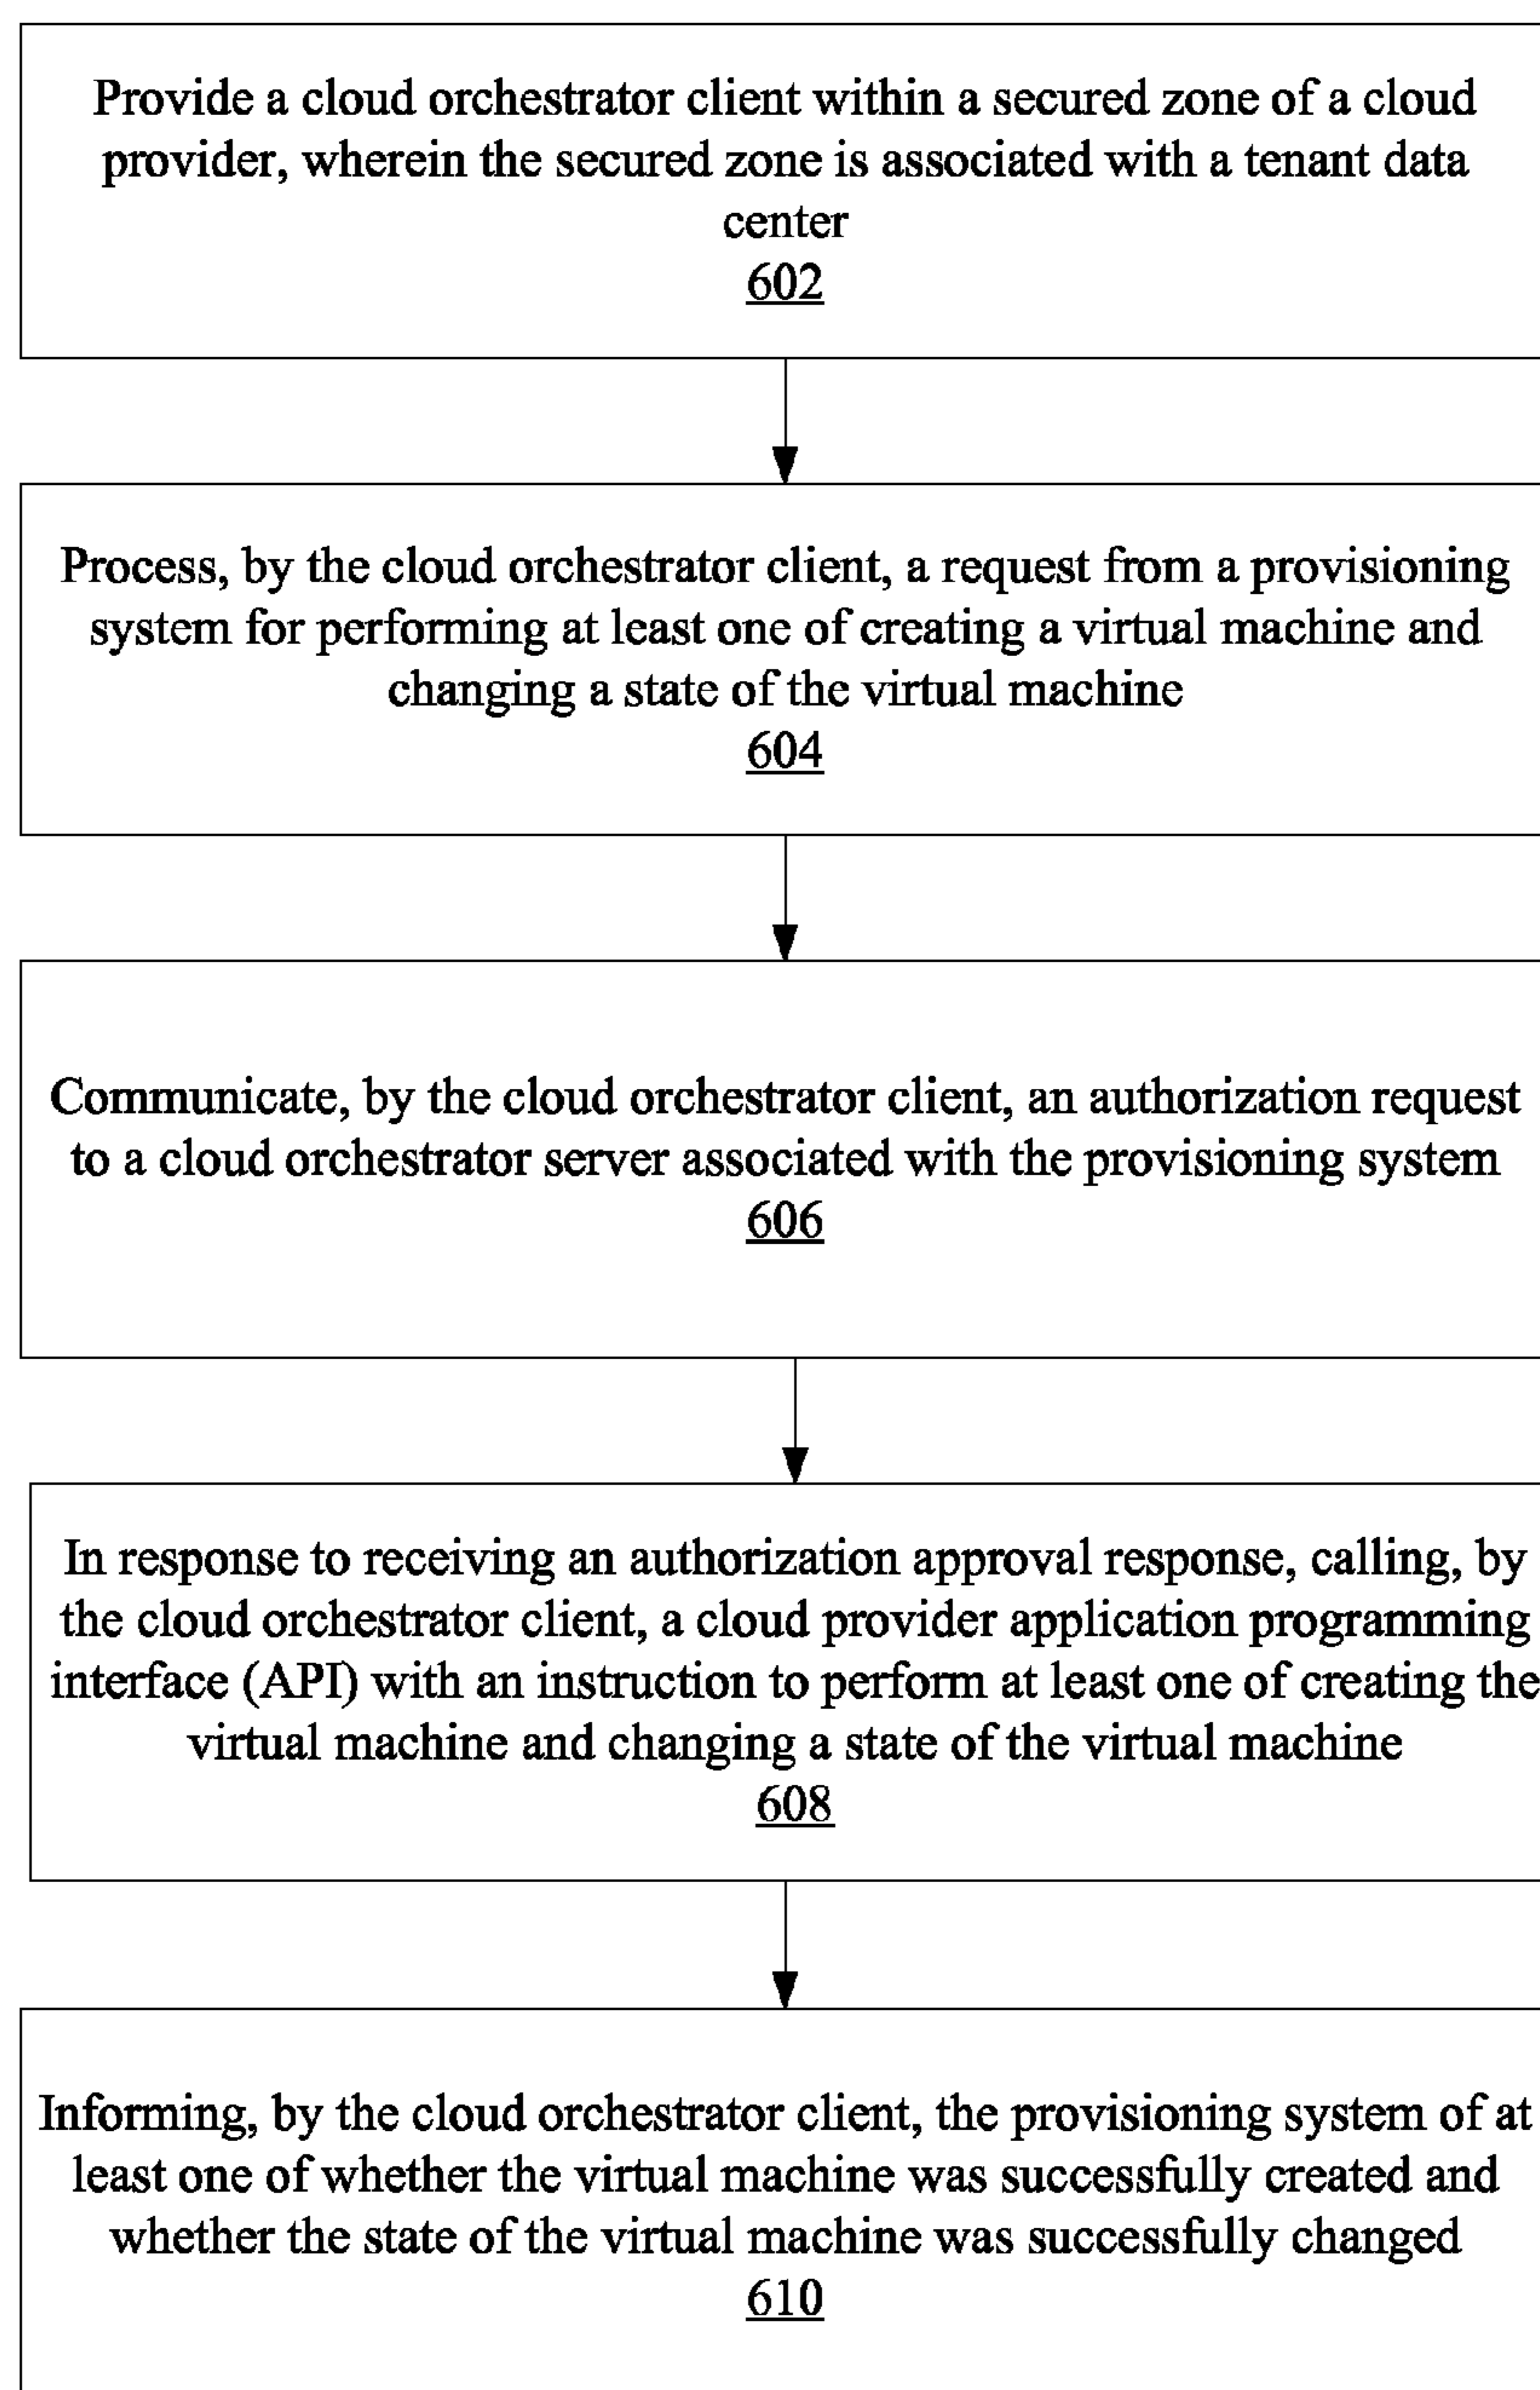 Provide a cloud orchestrator client within a secured zone of a cloud
provider, wherein the secured zone is associated with a tenant data
center
602
Process, by the cloud orchestrator client, a request from a provisioning
system for performing at least one of creating a virtual machine and
changing a state of the virtual machine
604
Communicate, by the cloud orchestrator client, an authorization request
to a cloud orchestrator server associated with the provisioning system
606
In response to receiving an authorization approval response, calling, by
the cloud orchestrator client, a cloud provider application programming
interface (API) with an instruction to perform at least one of creating the
virtual machine and changing a state of the virtual machine
608
Informing, by the cloud orchestrator client, the provisioning system of at
least one of whether the virtual machine was successfully created and
whether the state of the virtual machine was successfully changed
610